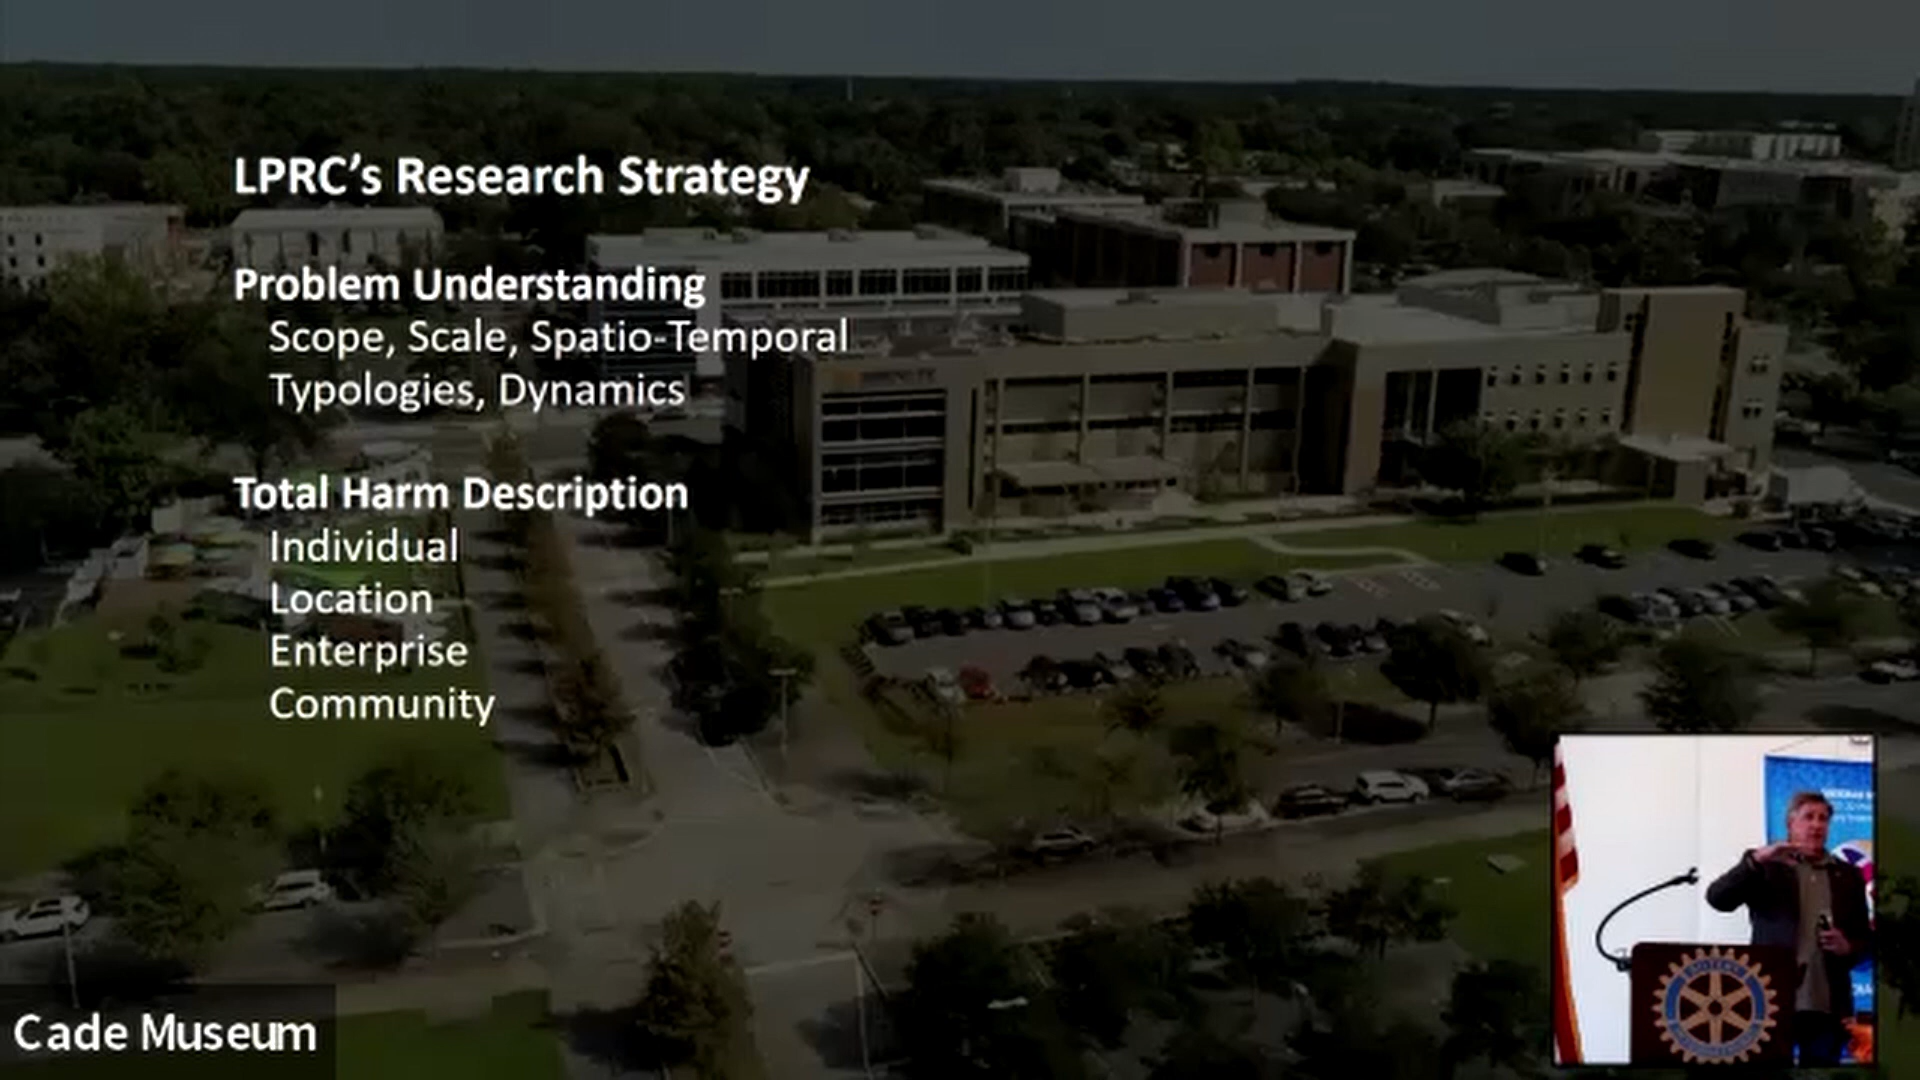 LPRC’s Research Strategy
Problem Understanding
Scope, Scale, Spatio-Temporal
Typologies, Dynamics
Total Harm Description
Individual
Location
Enterprise
Community
Cade Museum